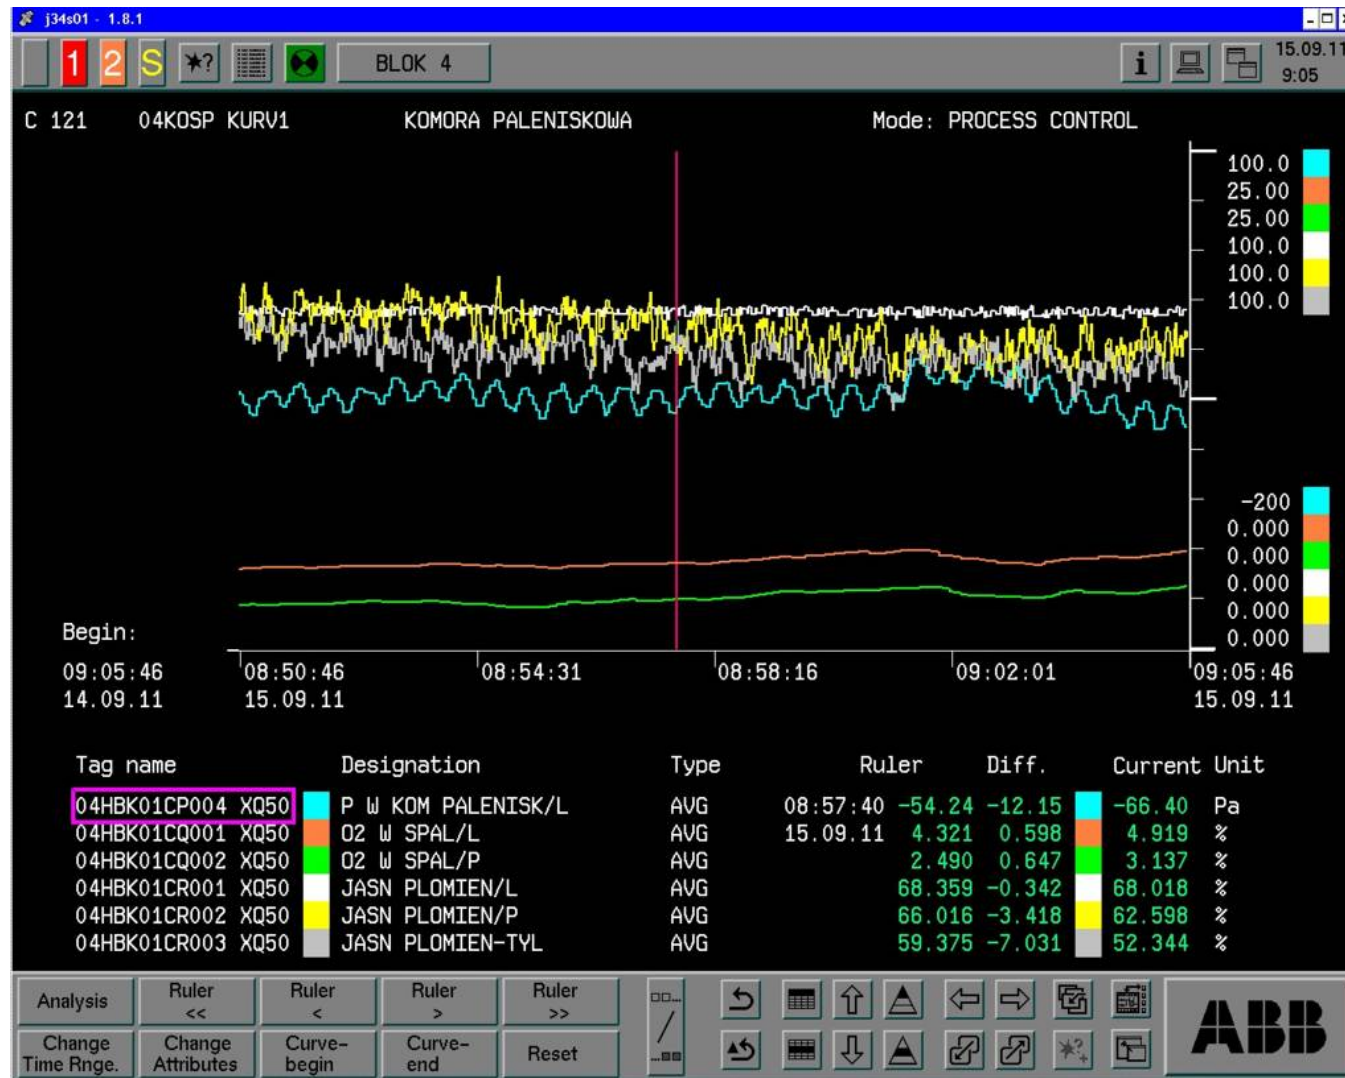 j34s01 - 1.8.1
1 2 S *? BLOK 4 i 15.09.11
9:05
C 121 04KOSP KURV1 KOMORA PALENISKOWA Mode: PROCESS CONTROL
100.0
25.00
25.00
100.0
100.0
100.0
-200
0.000
0.000
0.000
0.000
0.000
Begin:
09:05:46 08:50:46 08:54:31 08:58:16 09:02:01 09:05:46
14.09.11 15.09.11 15.09.11
Tag name Designation Type Ruler Diff. Current Unit
04HBK01CP004 XQ50 P W KOM PALENISK/L AVG 08:57:40 -54.24 -12.15 -66.40 Pa
04HBK01CQ001 XQ50 O2 W SPAL/L AVG 15.09.11 4.321 0.598 4.919 %
04HBK01CQ002 XQ50 O2 W SPAL/P AVG 2.490 0.647 3.137 %
04HBK01CR001 XQ50 JASN PLOMIEN/L AVG 68.359 -0.342 68.018 %
04HBK01CR002 XQ50 JASN PLOMIEN/P AVG 66.016 -3.418 62.598 %
04HBK01CR003 XQ50 JASN PLOMIEN-TYL AVG 59.375 -7.031 52.344 %
Analysis Ruler << Ruler < Ruler > Ruler >>
Change Time Rnge. Change Attributes Curve-begin Curve-end Reset
ABB